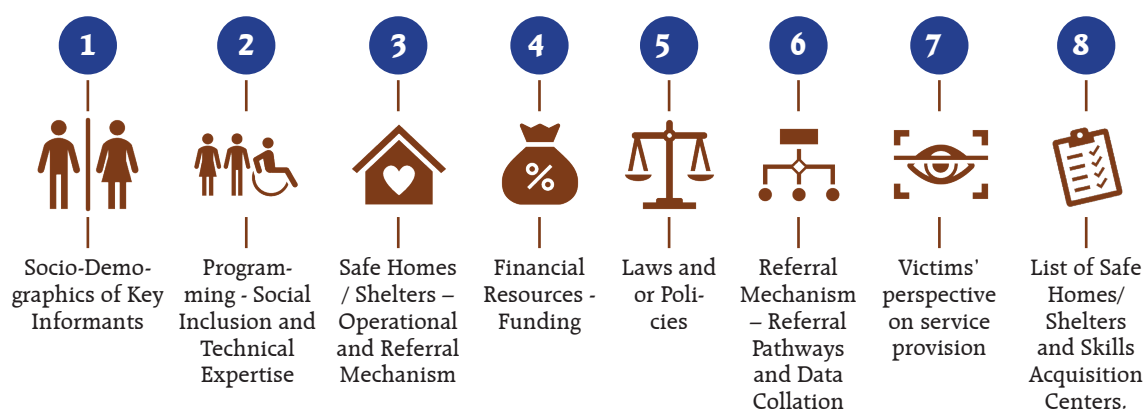 1
2
3
4
5
6
7
8
%
Socio-Demo-
graphics of Key
Informants
Program-
ming - Social
Inclusion and
Technical
Expertise
Safe Homes
/ Shelters –
Operational
and Referral
Mechanism
Financial
Resources -
Funding
Laws and
or Poli-
cies
Referral
Mechanism
– Referral
Pathways
and Data
Collation
Victims'
perspective
on service
provision
List of Safe
Homes/
Shelters
and Skills
Acquisition
Centers,